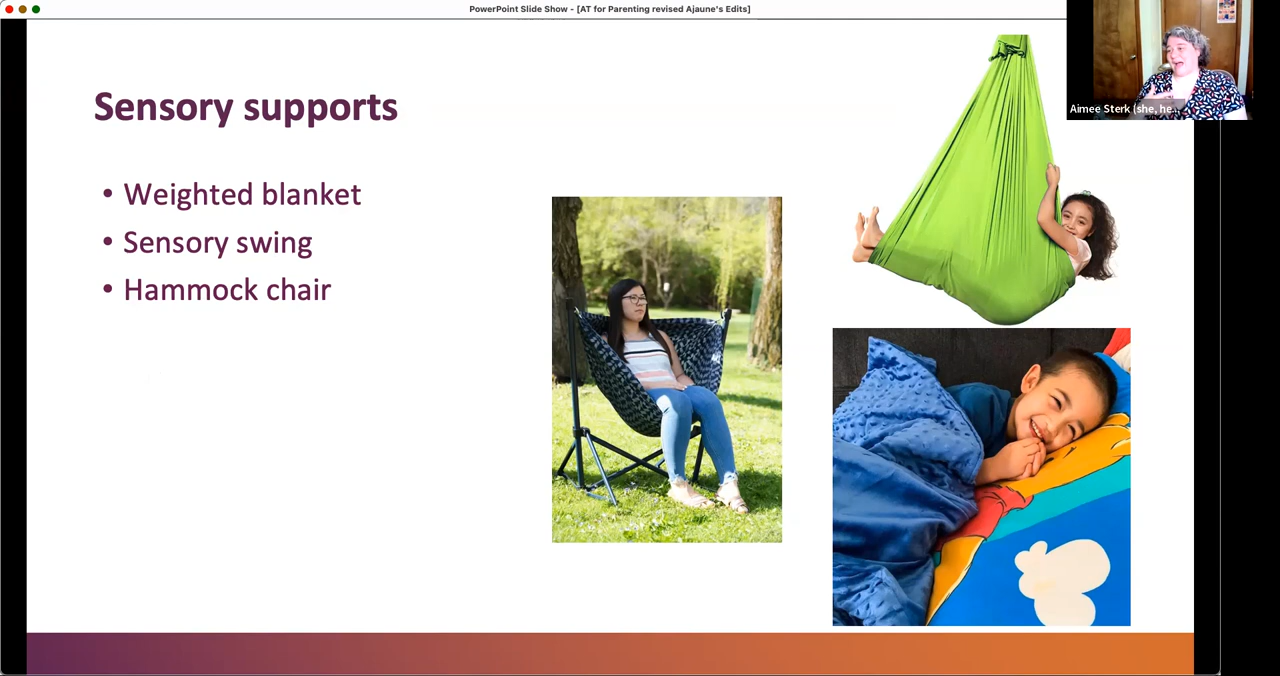 PowerPoint Slide Show - [AT for Parenting revised Ajaune's Edits]
Aimee Sterk (she, he...
Sensory supports
• Weighted blanket
• Sensory swing
• Hammock chair